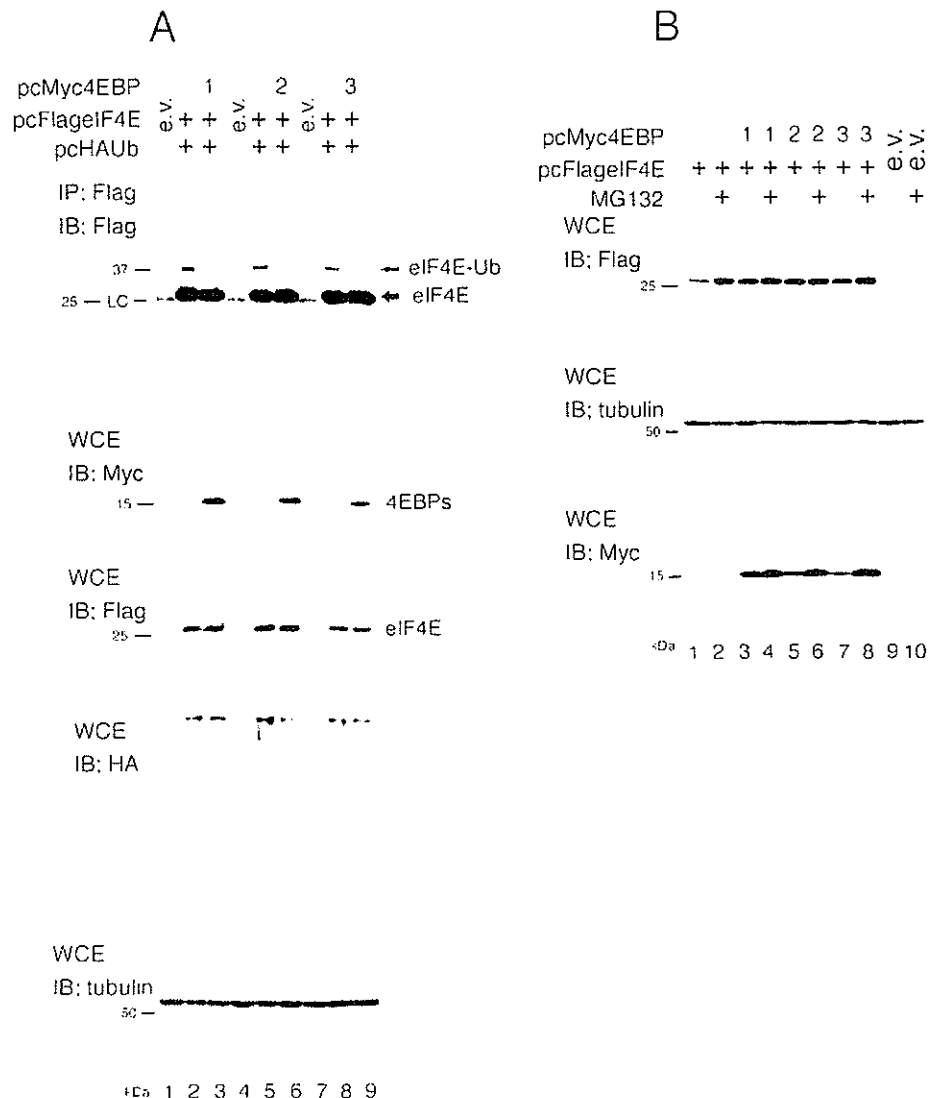 A
pcMyc4EBP 1 2 3
pcFlageIF4E e.v. + + e.v. + + e.v. + +
pcHAUb + + + + + +
IP; Flag
IB: Flag
37 — eIF4E-Ub
25 — LC — eIF4E
WCE
IB: Myc
15 — 4EBPs
WCE
IB: Flag
25 — eIF4E
WCE
IB; HA
WCE
IB; tubulin
50 —
kDa 1 2 3 4 5 6 7 8 9
B
pcMyc4EBP 1 1 2 2 3 3 e.v. e.v.
pcFlageIF4E + + + + + + + +
MG132 + + + + +
WCE
IB; Flag
25 —
WCE
IB; tubulin
50 —
WCE
IB; Myc
15 —
kDa 1 2 3 4 5 6 7 8 9 10